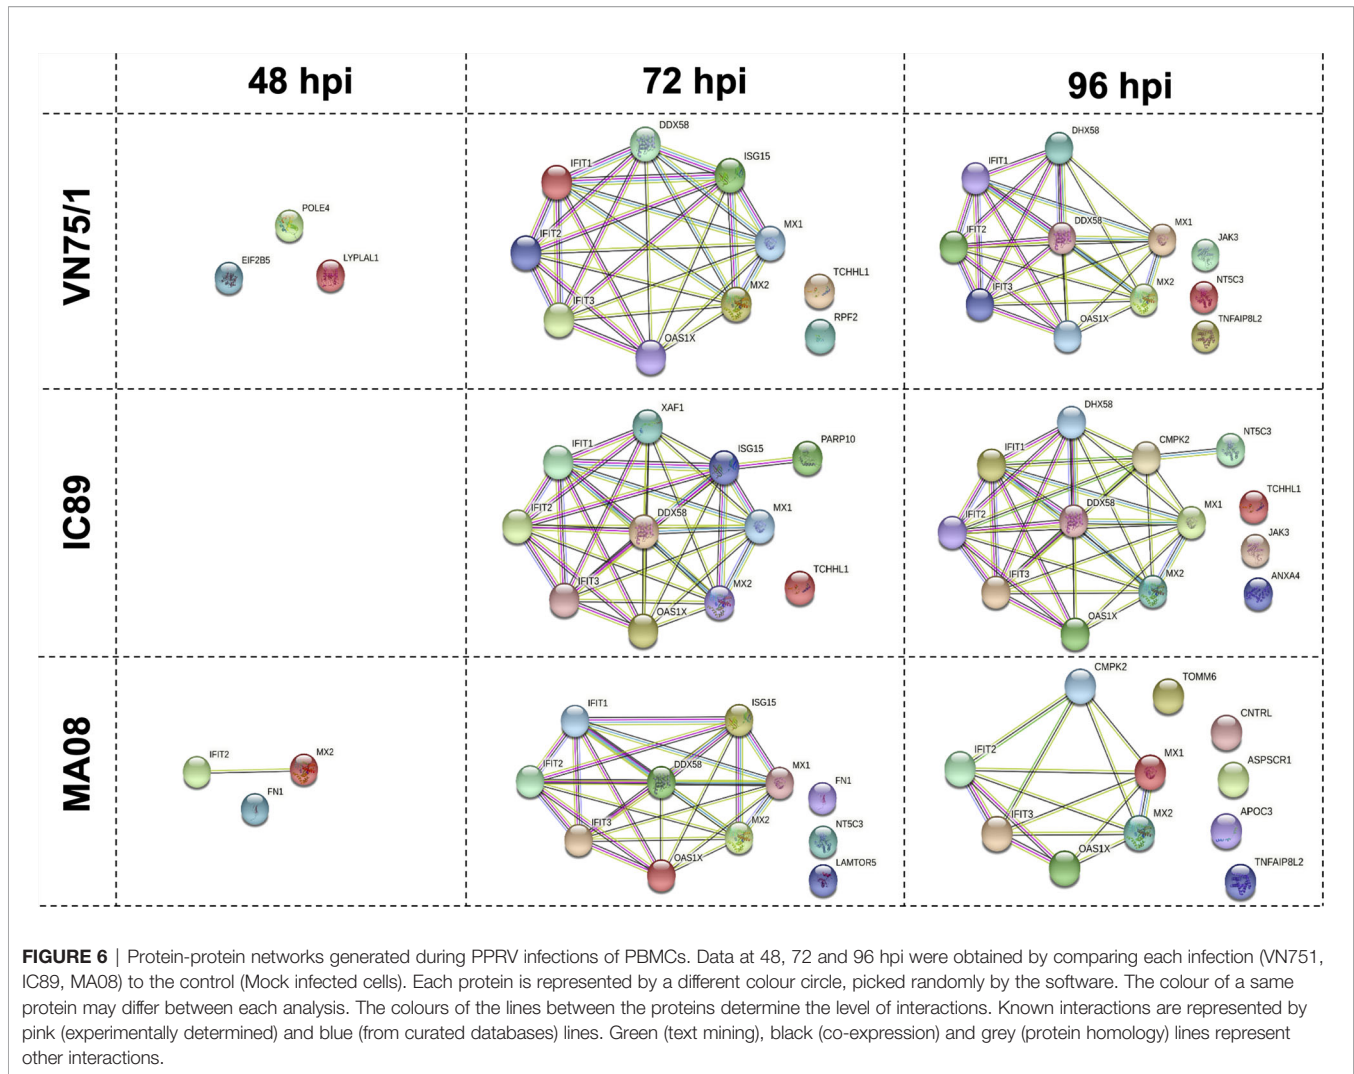 48 hpi
72 hpi
96 hpi
VN75/1
POLE4
EIF2B5
LYPLAL1
DDX58
IFIT1
ISG15
IFIT2
MX1
IFIT3
MX2
OAS1X
TCHHL1
RPF2
DHX58
IFIT1
DDX58
MX1
IFIT2
JAK3
IFIT3
MX2
NT5C3
OAS1X
TNFAIP8L2
IC89
XAF1
IFIT1
ISG15
PARP10
IFIT2
DDX58
MX1
IFIT3
MX2
TCHHL1
OAS1X
DHX58
IFIT1
CMPK2
NT5C3
IFIT2
DDX58
MX1
TCHHL1
JAK3
IFIT3
MX2
ANXA4
OAS1X
MA08
IFIT2
MX2
FN1
IFIT1
ISG15
IFIT2
DDX58
MX1
FN1
IFIT3
MX2
NT5C3
OAS1X
LAMTOR5
CMPK2
TOMM6
CNTRL
IFIT2
MX1
ASPSCR1
IFIT3
MX2
APOC3
OAS1X
TNFAIP8L2
FIGURE 6 | Protein-protein networks generated during PPRV infections of PBMCs. Data at 48, 72 and 96 hpi were obtained by comparing each infection (VN751,
IC89, MA08) to the control (Mock infected cells). Each protein is represented by a different colour circle, picked randomly by the software. The colour of a same
protein may differ between each analysis. The colours of the lines between the proteins determine the level of interactions. Known interactions are represented by
pink (experimentally determined) and blue (from curated databases) lines. Green (text mining), black (co-expression) and grey (protein homology) lines represent
other interactions.